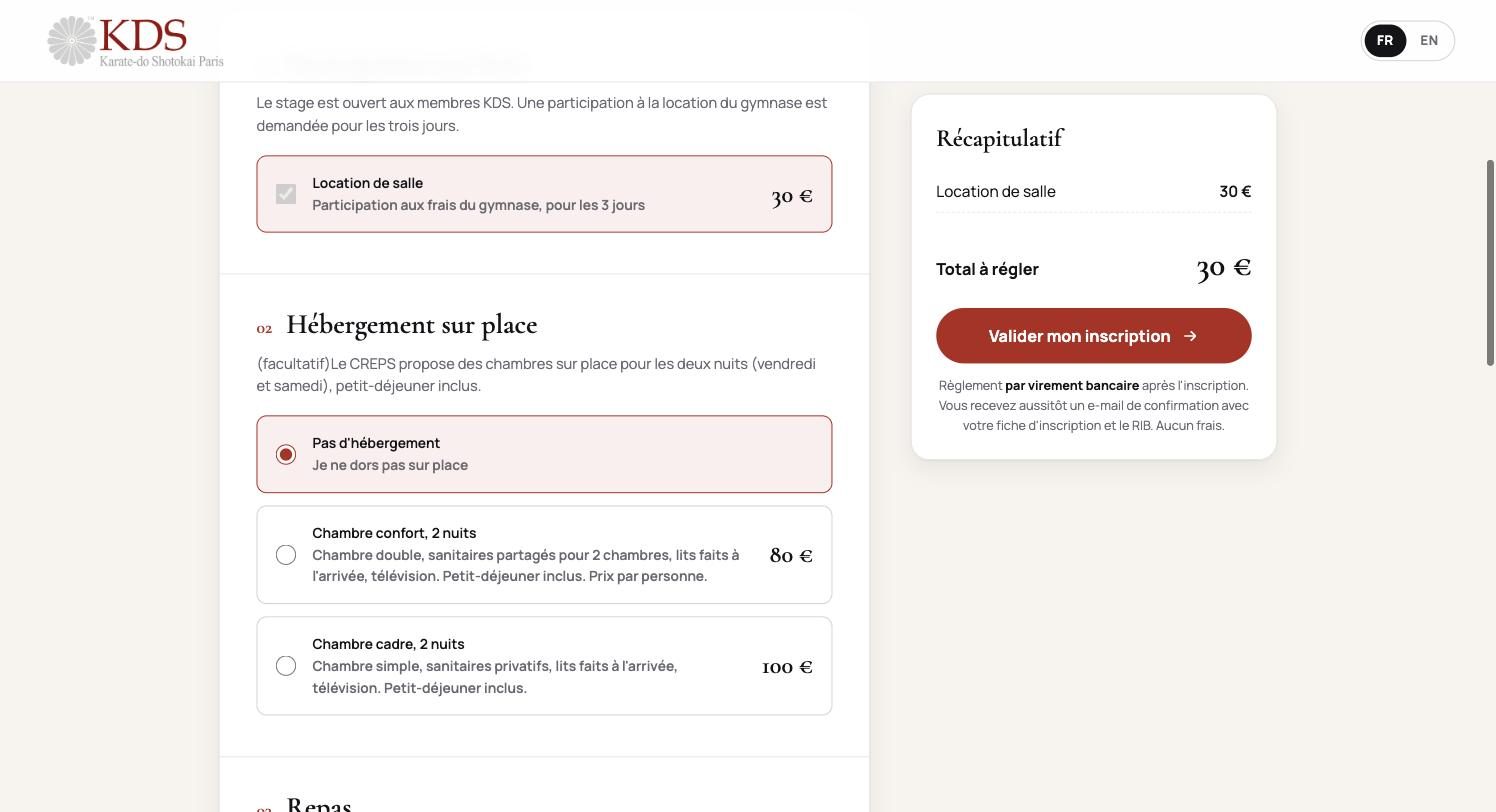 KDS
Karate-do Shotokai Paris
FR
EN
Le stage est ouvert aux membres KDS. Une participation à la location du gymnase est
demandée pour les trois jours.
Location de salle
Participation aux frais du gymnase, pour les 3 jours
30 €
02 Hébergement sur place
(facultatif)Le CREPS propose des chambres sur place pour les deux nuits (vendredi
et samedi), petit-déjeuner inclus.
Pas d'hébergement
Je ne dors pas sur place
Chambre confort, 2 nuits
Chambre double, sanitaires partagés pour 2 chambres, lits faits à
l'arrivée, télévision. Petit-déjeuner inclus. Prix par personne.
80 €
Chambre cadre, 2 nuits
Chambre simple, sanitaires privatifs, lits faits à l'arrivée,
télévision. Petit-déjeuner inclus.
100 €
03 Repas
Récapitulatif
Location de salle 30 €
Total à régler 30 €
Valider mon inscription →
Règlement par virement bancaire après l'inscription.
Vous recevez aussitôt un e-mail de confirmation avec
votre fiche d'inscription et le RIB. Aucun frais.